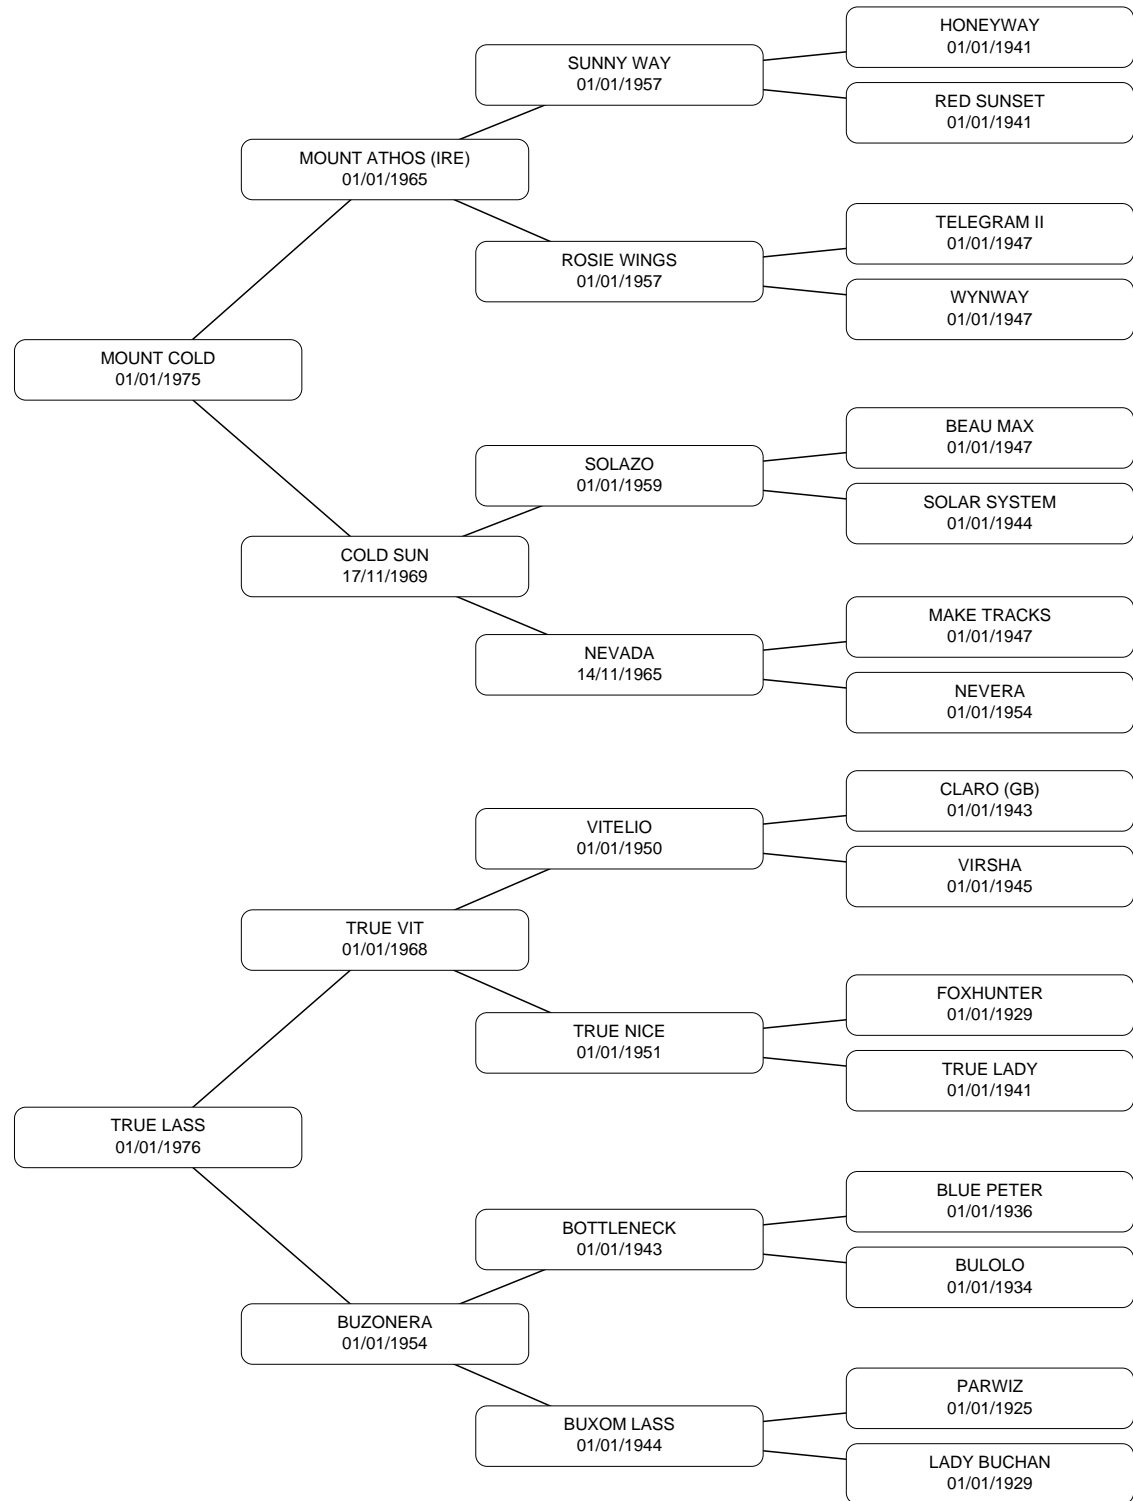 HONEYWAY
01/01/1941
SUNNY WAY
01/01/1957
RED SUNSET
01/01/1941
MOUNT ATHOS (IRE)
01/01/1965
TELEGRAM II
01/01/1947
ROSIE WINGS
01/01/1957
WYNWAY
01/01/1947
MOUNT COLD
01/01/1975
BEAU MAX
01/01/1947
SOLAZO
01/01/1959
SOLAR SYSTEM
01/01/1944
COLD SUN
17/11/1969
MAKE TRACKS
01/01/1947
NEVADA
14/11/1965
NEVERA
01/01/1954
CLARO (GB)
01/01/1943
VITELIO
01/01/1950
VIRSHA
01/01/1945
TRUE VIT
01/01/1968
FOXHUNTER
01/01/1929
TRUE NICE
01/01/1951
TRUE LADY
01/01/1941
TRUE LASS
01/01/1976
BLUE PETER
01/01/1936
BOTTLENECK
01/01/1943
BULOLO
01/01/1934
BUZONERA
01/01/1954
PARWIZ
01/01/1925
BUXOM LASS
01/01/1944
LADY BUCHAN
01/01/1929